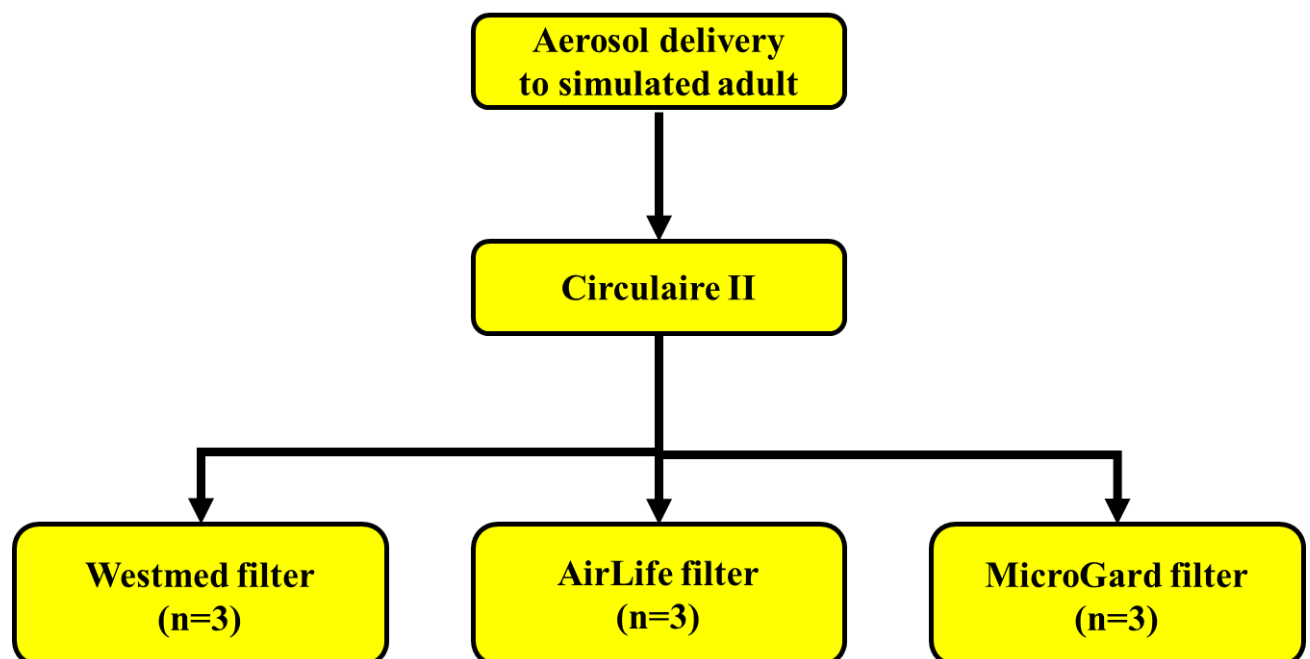 Aerosol delivery
to simulated adult
Circulaire II
Westmed filter
(n=3)
AirLife filter
(n=3)
MicroGard filter
(n=3)